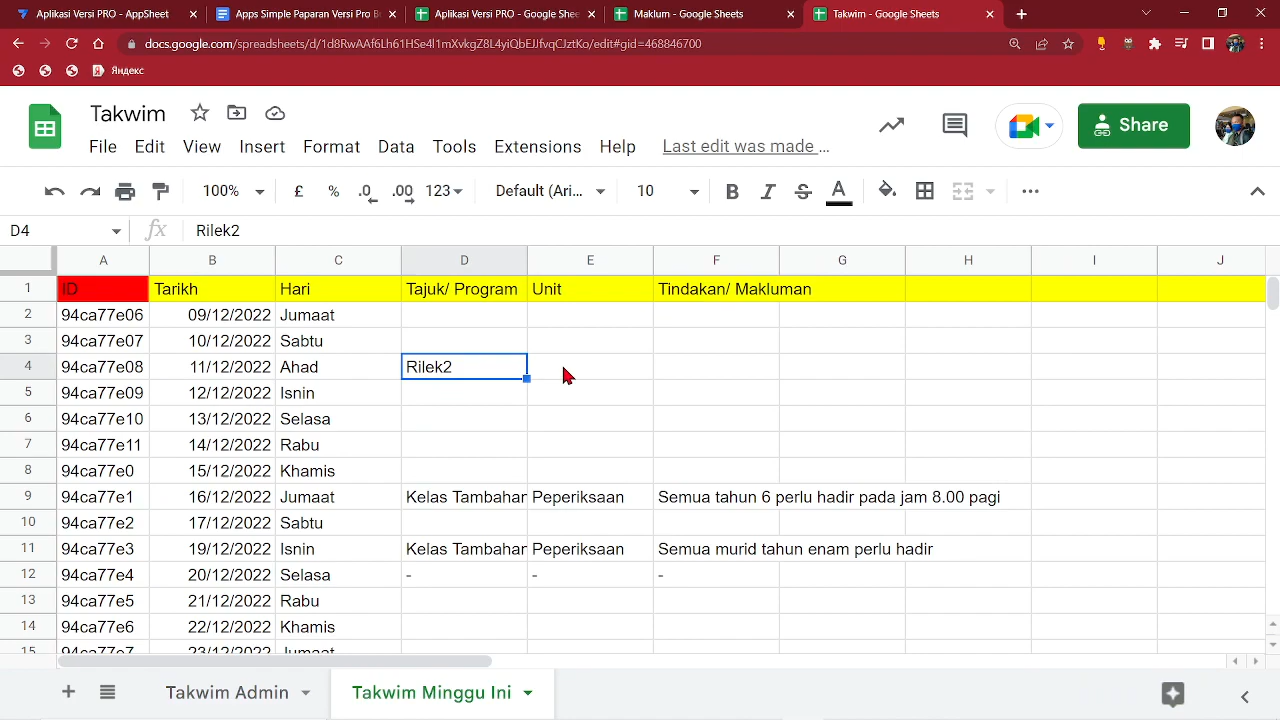 Aplikasi Versi PRO - AppSheet
Apps Simple Paparan Versi Pro B
Aplikasi Versi PRO - Google Shee
Maklum - Google Sheets
Takwim - Google Sheets
docs.google.com/spreadsheets/d/1d8RwAAf6Lh61HSe4l1mXvkgZ8L4yiQbEJJfvqCJztKo/edit#gid=468846700
Яндекс
Takwim
File Edit View Insert Format Data Tools Extensions Help Last edit was made ...
Share
100% £ % .0 .00 123 Default (Ari... 10 B I S A
D4 fx Rilek2
A B C D E F G H I J
1 ID Tarikh Hari Tajuk/ Program Unit Tindakan/ Makluman
2 94ca77e06 09/12/2022 Jumaat
3 94ca77e07 10/12/2022 Sabtu
4 94ca77e08 11/12/2022 Ahad Rilek2
5 94ca77e09 12/12/2022 Isnin
6 94ca77e10 13/12/2022 Selasa
7 94ca77e11 14/12/2022 Rabu
8 94ca77e0 15/12/2022 Khamis
9 94ca77e1 16/12/2022 Jumaat Kelas Tambahan Peperiksaan Semua tahun 6 perlu hadir pada jam 8.00 pagi
10 94ca77e2 17/12/2022 Sabtu
11 94ca77e3 19/12/2022 Isnin Kelas Tambahan Peperiksaan Semua murid tahun enam perlu hadir
12 94ca77e4 20/12/2022 Selasa - - -
13 94ca77e5 21/12/2022 Rabu
14 94ca77e6 22/12/2022 Khamis
15 94ca77e7 23/12/2022 Jumaat
Takwim Admin Takwim Minggu Ini